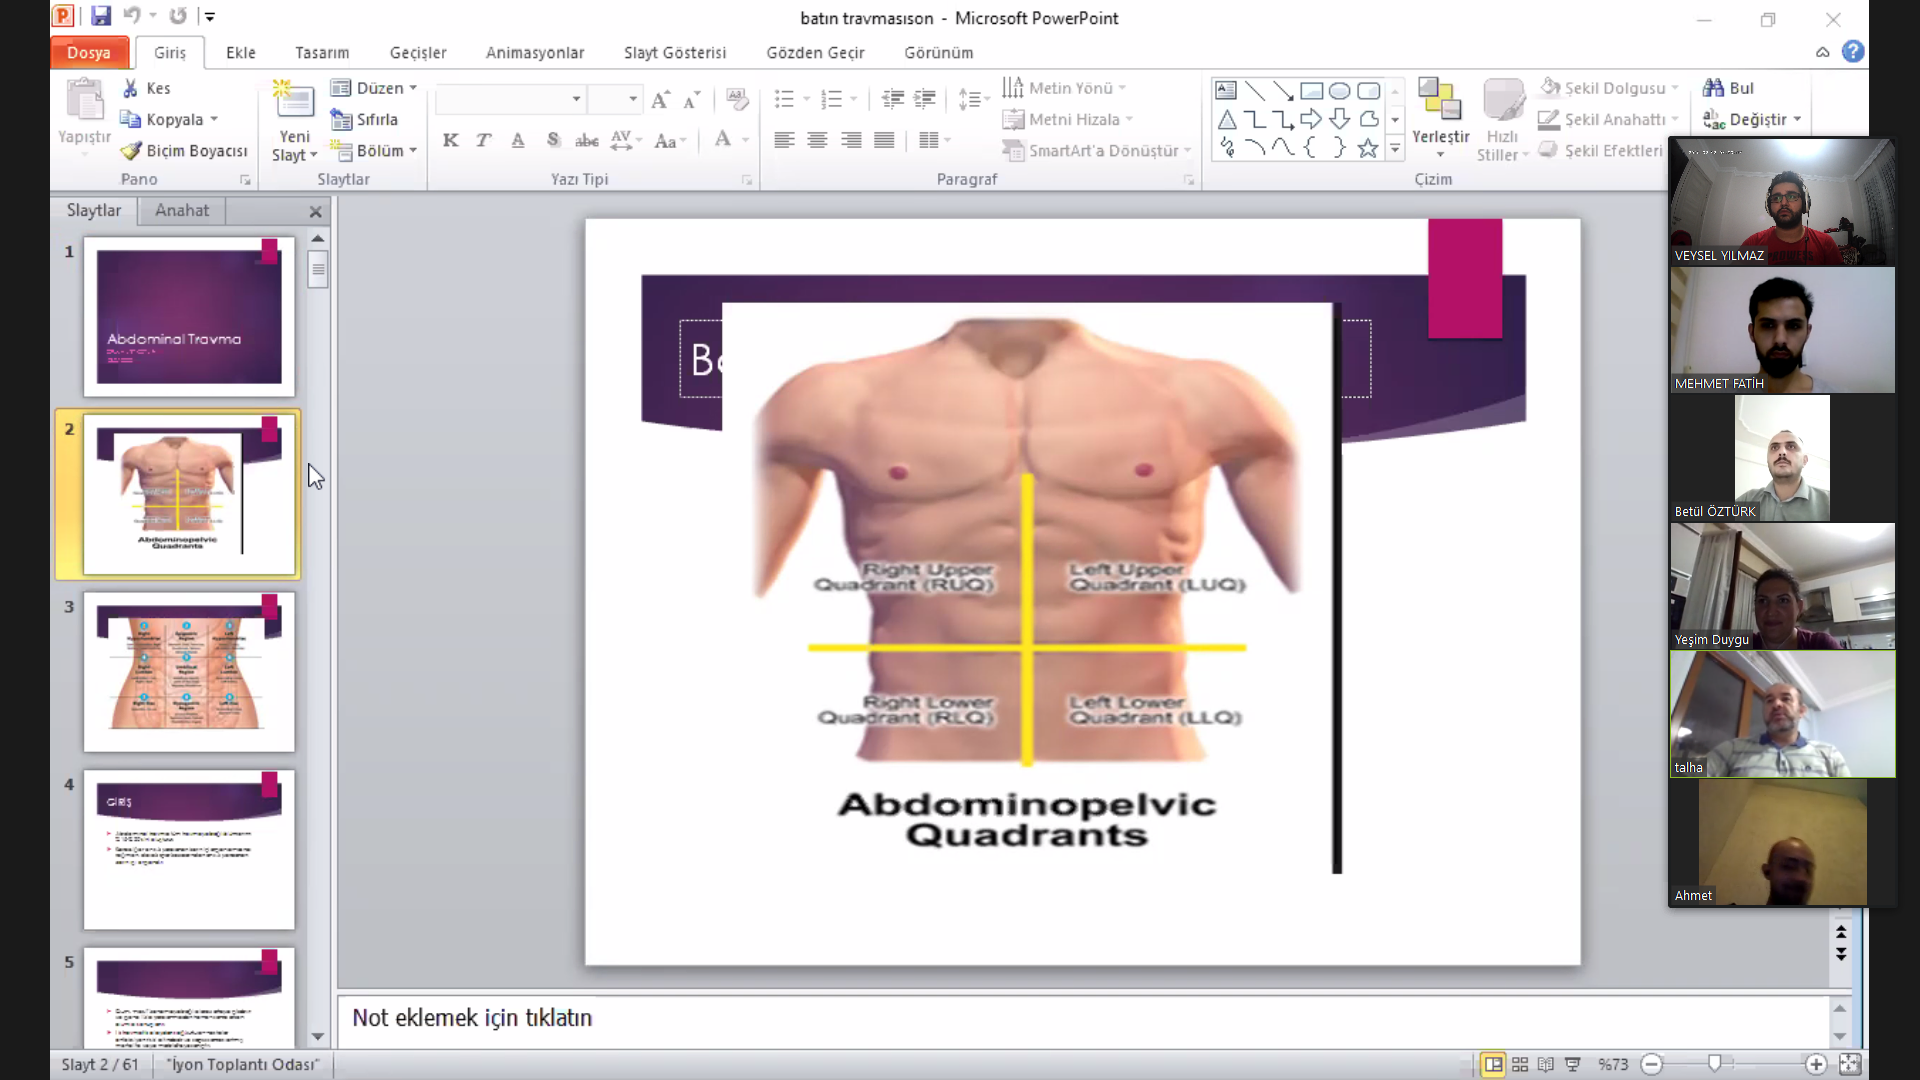 batın travmasıson - Microsoft PowerPoint
Dosya Giriş Ekle Tasarım Geçişler Animasyonlar Slayt Gösterisi Gözden Geçir Görünüm
Yapıştır
Kes
Kopyala
Biçim Boyacısı
Pano
Yeni
Slayt
Düzen
Sıfırla
Bölüm
Slaytlar
Yazı Tipi
Metin Yönü
Metni Hizala
SmartArt'a Dönüştür
Paragraf
Yerleştir
Hızlı
Stiller
Şekil Dolgusu
Şekil Anahattı
Şekil Efektleri
Çizim
Bul
Değiştir
Slaytlar Anahat
1
Abdominal Travma
2
Abdominopelvic
Quadrants
3
4
GİRİŞ
5
Right Upper
Quadrant (RUQ)
Left Upper
Quadrant (LUQ)
Right Lower
Quadrant (RLQ)
Left Lower
Quadrant (LLQ)
Abdominopelvic
Quadrants
VEYSEL YILMAZ
MEHMET FATİH
Betül ÖZTÜRK
Yeşim Duygu
talha
Ahmet
Not eklemek için tıklatın
Slayt 2 / 61 "İyon Toplantı Odası" %73